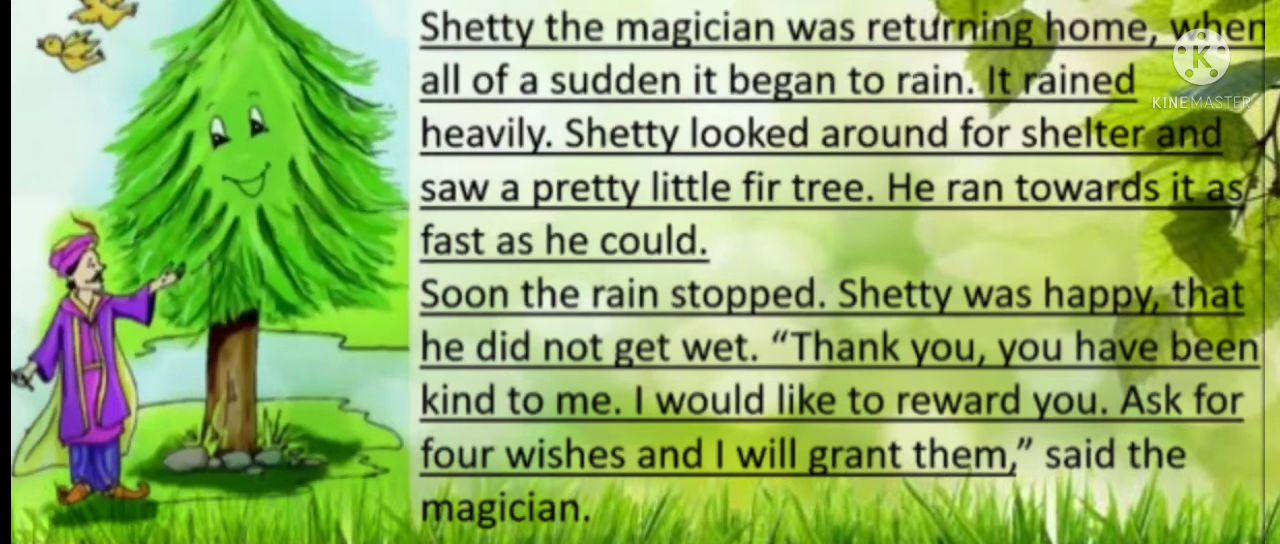 Shetty the magician was returning home, when
all of a sudden it began to rain. It rained
heavily. Shetty looked around for shelter and
saw a pretty little fir tree. He ran towards it as
fast as he could.
Soon the rain stopped. Shetty was happy, that
he did not get wet. “Thank you, you have been
kind to me. I would like to reward you. Ask for
four wishes and I will grant them,” said the
magician.
K
KINEMASTER